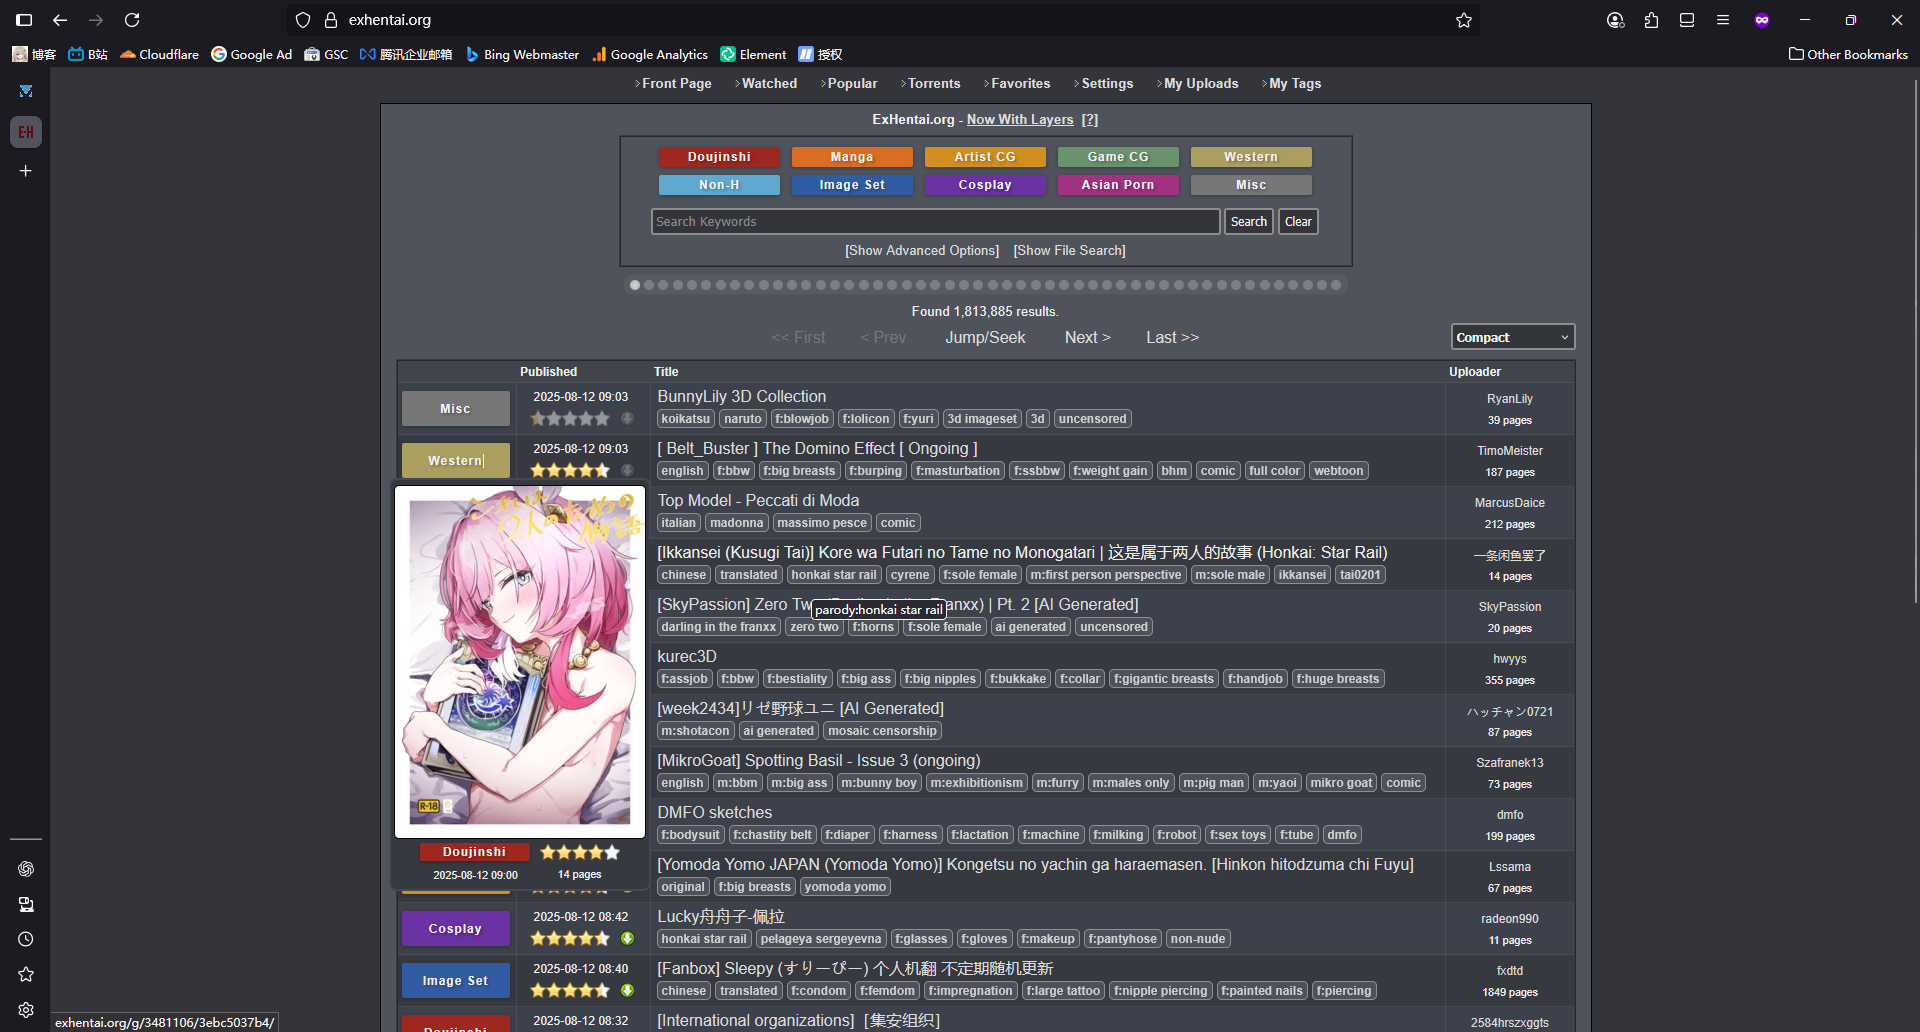 exhentai.org
博客
B站
Cloudflare
Google Ad
GSC
腾讯企业邮箱
Bing Webmaster
Google Analytics
Element
授权
Other Bookmarks
E-H
Front Page
Watched
Popular
Torrents
Favorites
Settings
My Uploads
My Tags
ExHentai.org - Now With Layers [?]
Doujinshi
Manga
Artist CG
Game CG
Western
Non-H
Image Set
Cosplay
Asian Porn
Misc
Search Keywords
Search
Clear
[Show Advanced Options] [Show File Search]
Found 1,813,885 results.
<< First
< Prev
Jump/Seek
Next >
Last >>
Compact
Published
Title
Uploader
Misc
2025-08-12 09:03
BunnyLily 3D Collection
koikatsu naruto f:blowjob f:lolicon f:yuri 3d imageset 3d uncensored
RyanLily
39 pages
Western
2025-08-12 09:03
[ Belt_Buster ] The Domino Effect [ Ongoing ]
english f:bbw f:big breasts f:burping f:masturbation f:ssbbw f:weight gain bhm comic full color webtoon
TimoMeister
187 pages
Top Model - Peccati di Moda
italian madonna massimo pesce comic
MarcusDaice
212 pages
[Ikkansei (Kusugi Tai)] Kore wa Futari no Tame no Monogatari | 这是属于两人的故事 (Honkai: Star Rail)
chinese translated honkai star rail cyrene f:sole female m:first person perspective m:sole male ikkansei tai0201
一条闲鱼罢了
14 pages
[SkyPassion] Zero Tw
anxx) | Pt. 2 [AI Generated]
parody:honkai star rail
darling in the franxx zero two f:horns f:sole female ai generated uncensored
SkyPassion
20 pages
kurec3D
f:assjob f:bbw f:bestiality f:big ass f:big nipples f:bukkake f:collar f:gigantic breasts f:handjob f:huge breasts
hwyys
355 pages
[week2434]リゼ野球ユニ [AI Generated]
m:shotacon ai generated mosaic censorship
ハッチャン0721
87 pages
[MikroGoat] Spotting Basil - Issue 3 (ongoing)
english m:bbm m:big ass m:bunny boy m:exhibitionism m:furry m:males only m:pig man m:yaoi mikro goat comic
Szafranek13
73 pages
DMFO sketches
f:bodysuit f:chastity belt f:diaper f:harness f:lactation f:machine f:milking f:robot f:sex toys f:tube dmfo
dmfo
199 pages
[Yomoda Yomo JAPAN (Yomoda Yomo)] Kongetsu no yachin ga haraemasen. [Hinkon hitodzuma chi Fuyu]
original f:big breasts yomoda yomo
Lssama
67 pages
R-18
Doujinshi
2025-08-12 09:00
14 pages
Cosplay
2025-08-12 08:42
Lucky舟舟子-佩拉
honkai star rail pelageya sergeyevna f:glasses f:gloves f:makeup f:pantyhose non-nude
radeon990
11 pages
Image Set
2025-08-12 08:40
[Fanbox] Sleepy (すりーぴー) 个人机翻 不定期随机更新
chinese translated f:condom f:femdom f:impregnation f:large tattoo f:nipple piercing f:painted nails f:piercing
fxdtd
1849 pages
Doujinshi
2025-08-12 08:32
[International organizations] [集安组织]
2584hrszxggts
exhentai.org/g/3481106/3ebc5037b4/